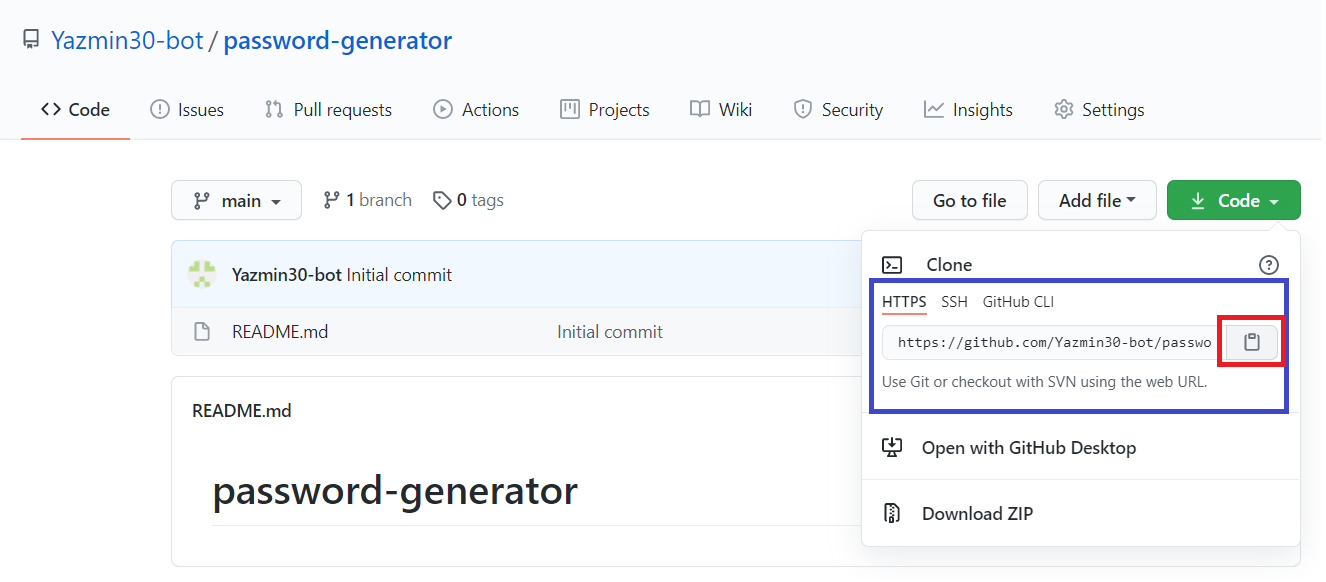 Yazmin30-bot / password-generator
Code Issues Pull requests Actions Projects Wiki Security Insights Settings
main 1 branch 0 tags Go to file Add file Code
Yazmin30-bot Initial commit
README.md Initial commit
README.md
password-generator
Clone
HTTPS SSH GitHub CLI
https://github.com/Yazmin30-bot/passwo
Use Git or checkout with SVN using the web URL.
Open with GitHub Desktop
Download ZIP